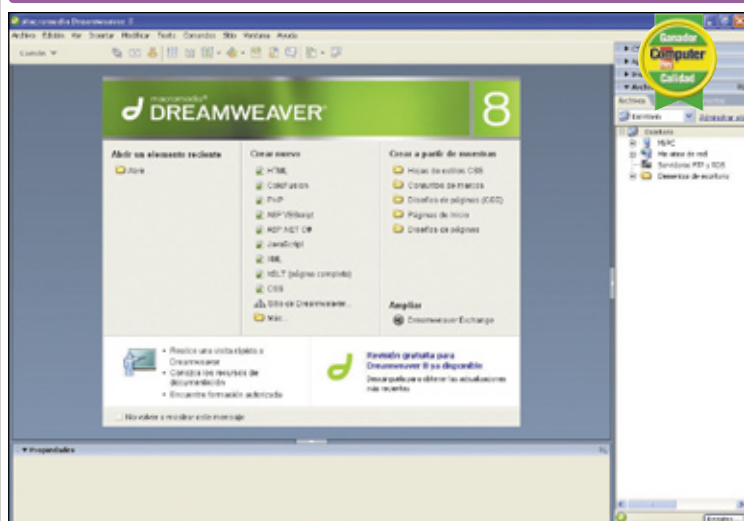 Macromedia Dreamweaver 8
Archivo Edición Ver Insertar Modificar Texto Comandos Sitio Ventana Ayuda
Común
Ganador
Computer
Hoy
Calidad
macromedia®
DREAMWEAVER®
8
Abrir un elemento reciente
Abrir
Crear nuevo
HTML
ColdFusion
PHP
ASP VBScript
ASP.NET C#
JavaScript
XML
XSLT (página completa)
CSS
Sitio de Dreamweaver...
Más...
Crear a partir de muestras
Hojas de estilos CSS
Conjuntos de marcos
Diseños de páginas (CSS)
Páginas de inicio
Diseños de páginas
Ampliar
Dreamweaver Exchange
Realice una visita rápida a
Dreamweaver
Conozca los recursos de
documentación
Encuentre formación autorizada
Revisión gratuita para
Dreamweaver 8 ya disponible
Descárguela para obtener las actualizaciones
más recientes
No volver a mostrar este mensaje
Archivos
Escritorio
Administrar
Escritorio
Mi PC
Mis sitios de red
Servidores FTP y RDS
Elementos de escritorio
Propiedades